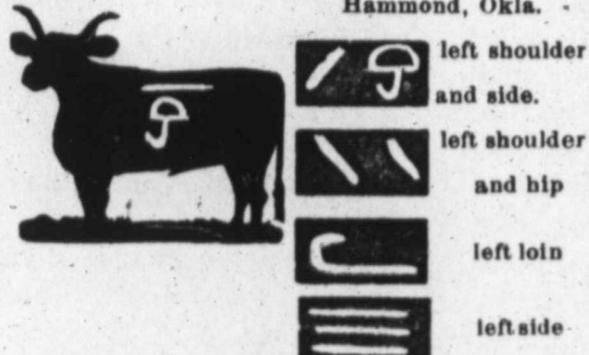 Hammond, Okla.
left shoulder
and side.
left shoulder
and hip
left loin
left side